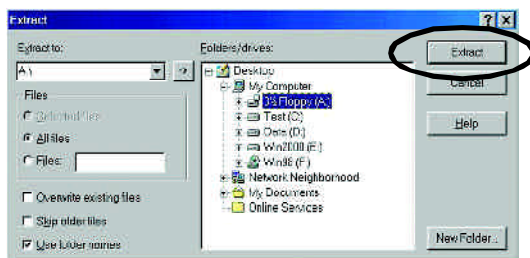 Extract
Extract to:
A:\
Files
Selected files
All files
Files:
Overwrite existing files
Skip older files
Use folder names
Folders/drives:
Desktop
My Computer
3½ Floppy (A:)
Test (C:)
Data (D:)
Win2000 (E:)
Win98 (F:)
Network Neighborhood
My Documents
Online Services
Extract
Cancel
Help
New Folder...